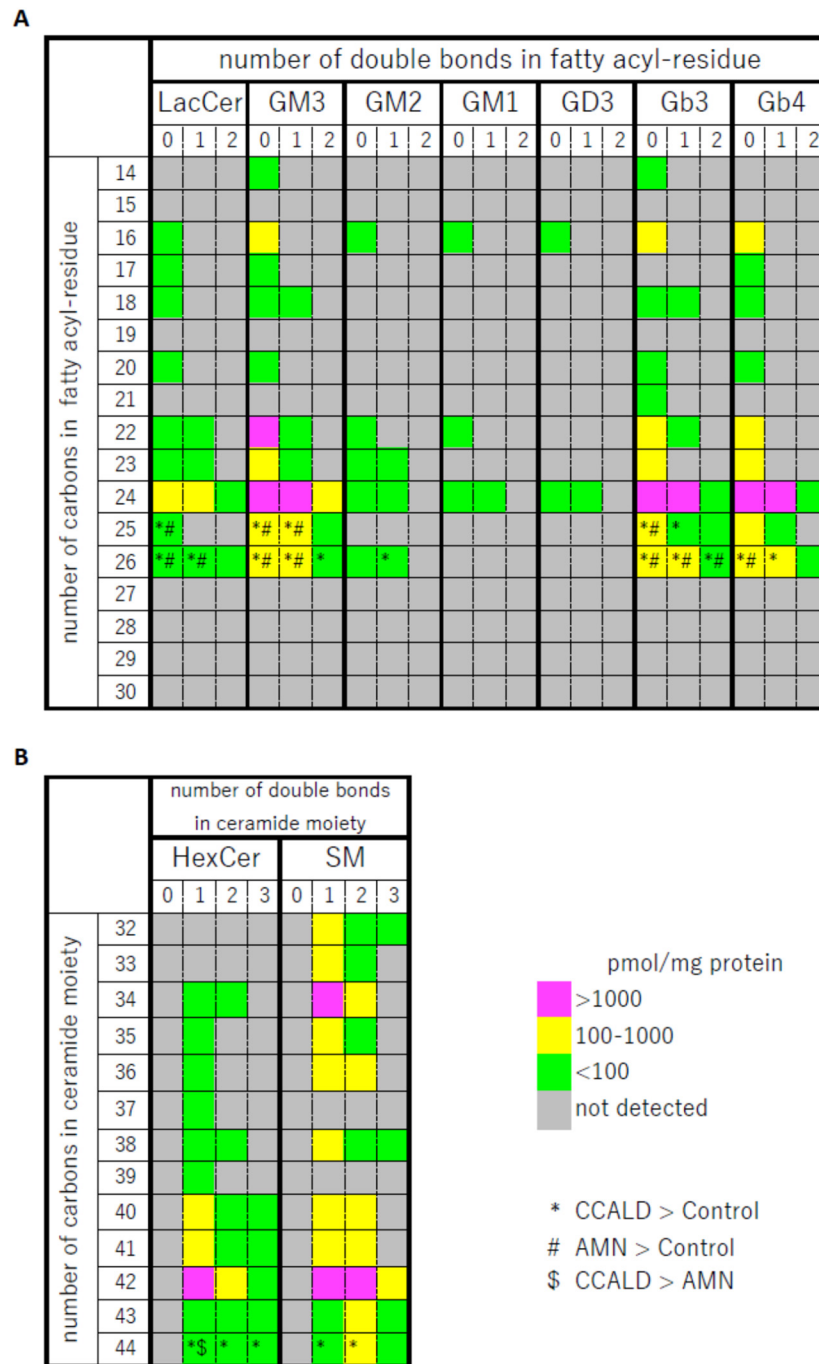 A
number of double bonds in fatty acyl-residue
LacCer GM3 GM2 GM1 GD3 Gb3 Gb4
0 1 2 0 1 2 0 1 2 0 1 2 0 1 2 0 1 2 0 1 2
number of carbons in fatty acyl-residue
14
15
16
17
18
19
20
21
22
23
24
25 *# *# *# *# *
26 *# *# *# *# * * *# *# *# *# *
27
28
29
30
B
number of double bonds
in ceramide moiety
HexCer SM
0 1 2 3 0 1 2 3
number of carbons in ceramide moiety
32
33
34
35
36
37
38
39
40
41
42
43
44 *$ * * * *
pmol/mg protein
>1000
100-1000
<100
not detected
* CCALD > Control
# AMN > Control
$ CCALD > AMN